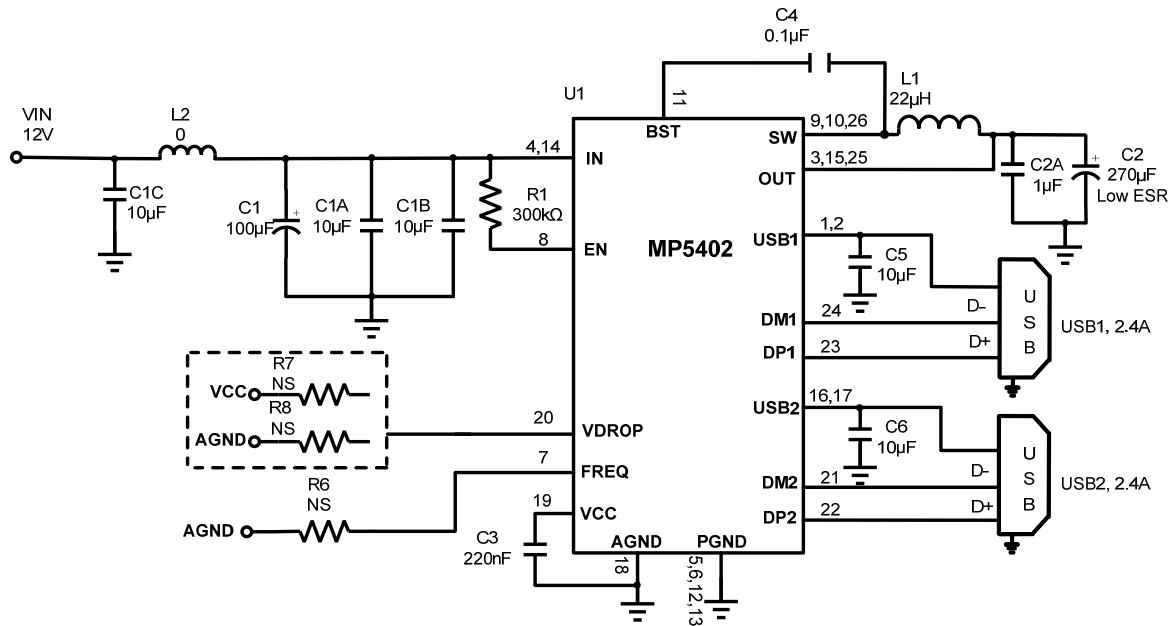 C4
0.1µF
U1
11
L1
22µH
VIN
12V
L2
0
BST
9,10,26
SW
4,14
IN
3,15,25
OUT
C1C
10µF
C1
+
100µF
C1A
10µF
C1B
10µF
R1
300kΩ
8
EN
MP5402
C2A
1µF
+
C2
270µF
Low ESR
1,2
USB1
C5
10µF
D-
24
DM1
D+
23
DP1
U
S
B
USB1, 2.4A
R7
NS
VCC
R8
NS
AGND
20
VDROP
16,17
USB2
C6
10µF
7
FREQ
R6
NS
AGND
D-
21
DM2
D+
22
DP2
U
S
B
USB2, 2.4A
19
VCC
C3
220nF
AGND
18
PGND
5,6,12,13